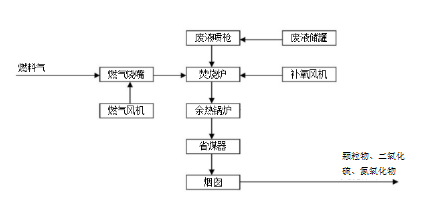 废液喷枪
废液储罐
燃料气
燃气烧嘴
焚烧炉
补氧风机
燃气风机
余热锅炉
省煤器
颗粒物、二氧化
硫、氮氧化物
烟囱